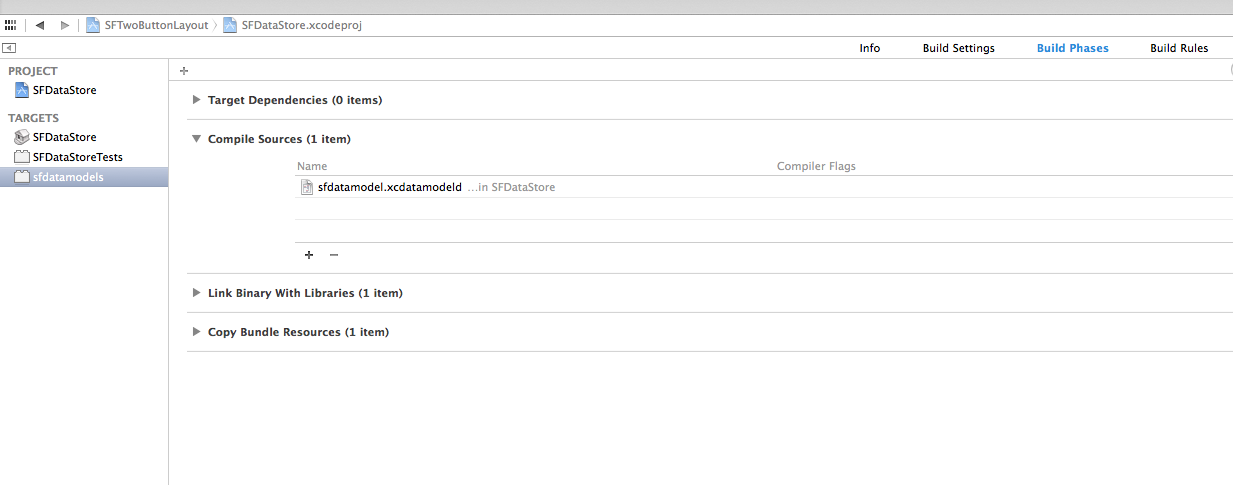 SFTwoButtonLayout SFDataStore.xcodeproj
Info Build Settings Build Phases Build Rules
PROJECT
SFDataStore
TARGETS
SFDataStore
SFDataStoreTests
sfdatamodels
Target Dependencies (0 items)
Compile Sources (1 item)
Name Compiler Flags
sfdatamodel.xcdatamodeld ...in SFDataStore
Link Binary With Libraries (1 item)
Copy Bundle Resources (1 item)